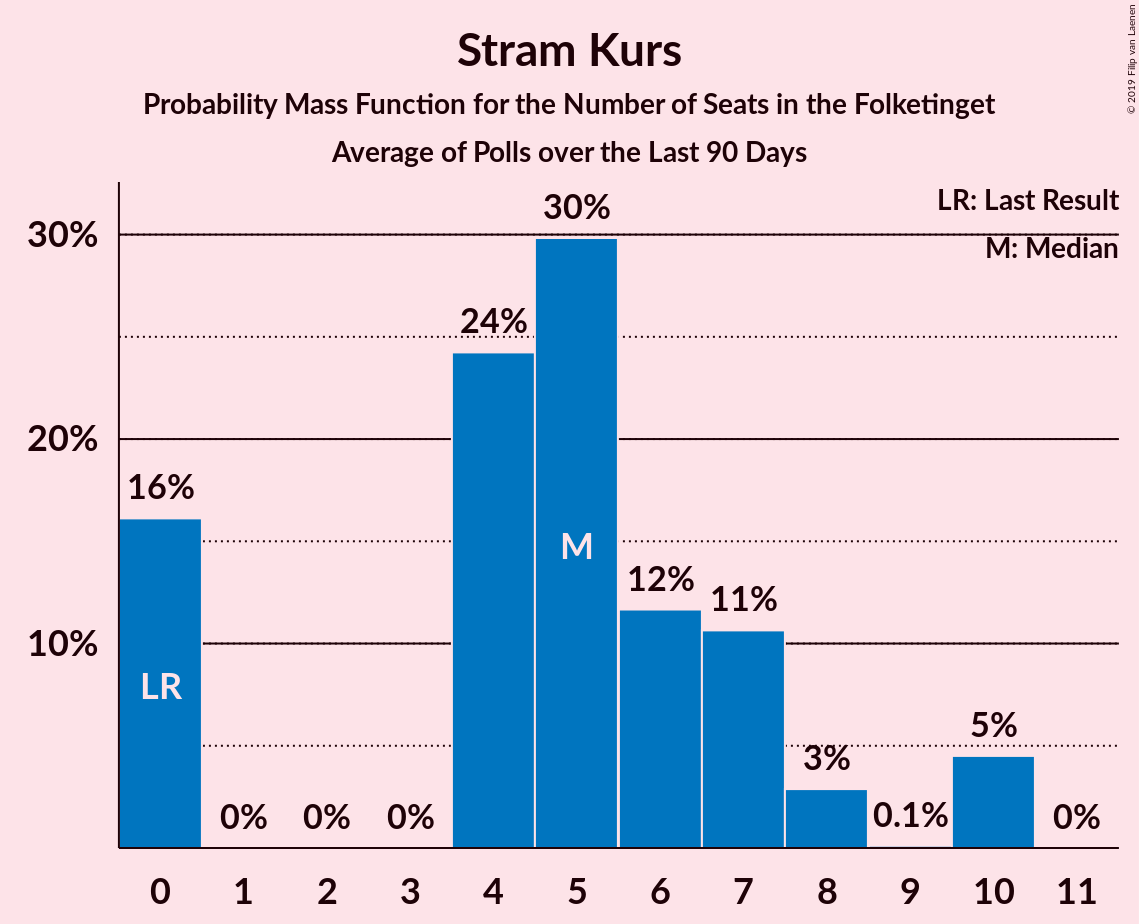 Stram Kurs
Probability Mass Function for the Number of Seats in the Folketinget
Average of Polls over the Last 90 Days
© 2019 Filip van Laenen
LR: Last Result
M: Median
30%
20%
10%
16%
0%
0%
0%
24%
30%
12%
11%
3%
0.1%
5%
0%
LR
M
0 1 2 3 4 5 6 7 8 9 10 11